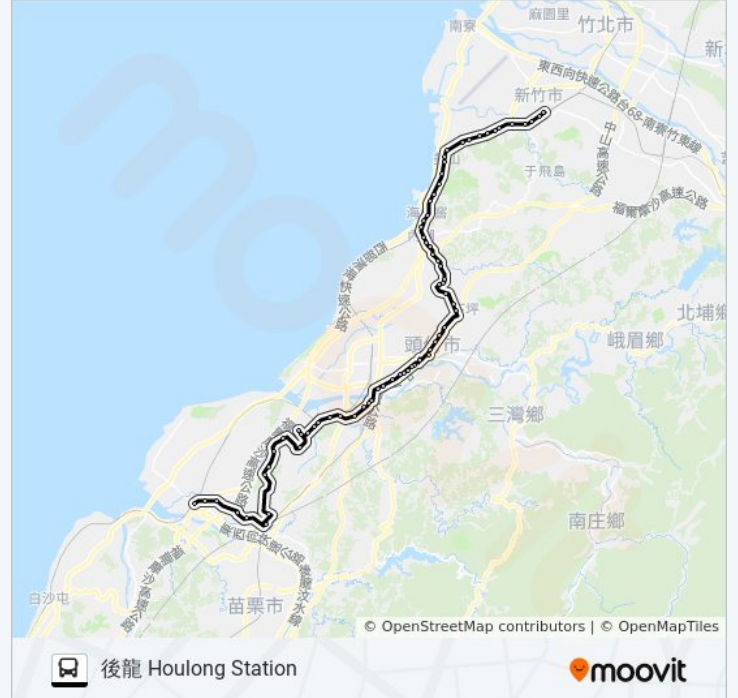 麻園里
南寮
竹北市
東西向快速公路台68-南寮竹東線
新竹市
中山高速公路
于飛島
福爾摩沙高速公路
西部濱海快速公路
北埔鄉
頭份市
峨眉鄉
三灣鄉
南庄鄉
白沙屯
苗栗市
© OpenStreetMap contributors | © OpenMapTiles
後龍 Houlong Station
moovit